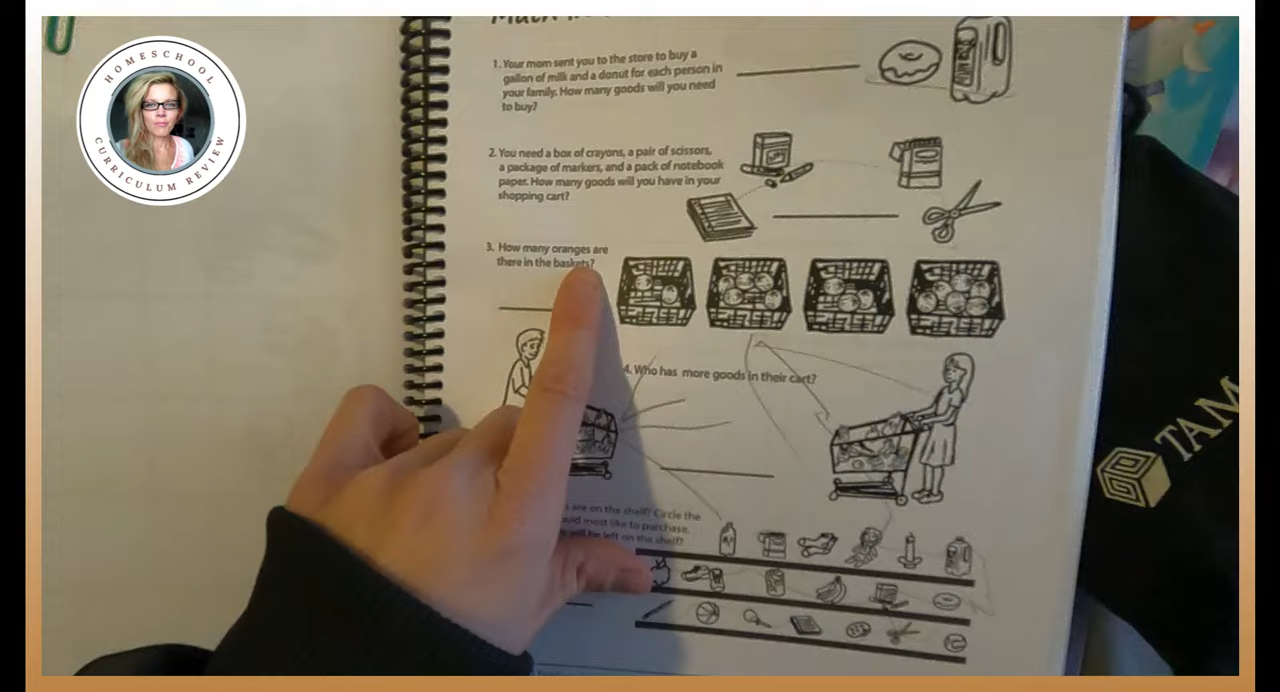 HOMESCHOOL
CURRICULUM REVIEW
1. Your mom sent you to the store to buy a
gallon of milk and a donut for each person in
your family. How many goods will you need
to buy?
2. You need a box of crayons, a pair of scissors,
a package of markers, and a pack of notebook
paper. How many goods will you have in your
shopping cart?
3. How many oranges are
there in the baskets?
4. Who has more goods in their cart?
are on the shelf? Circle the
would most like to purchase.
will be left on the shelf?
TAM